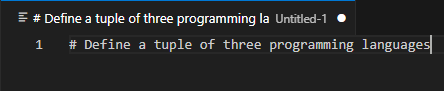 # Define a tuple of three programming la Untitled-1
1 # Define a tuple of three programming languages